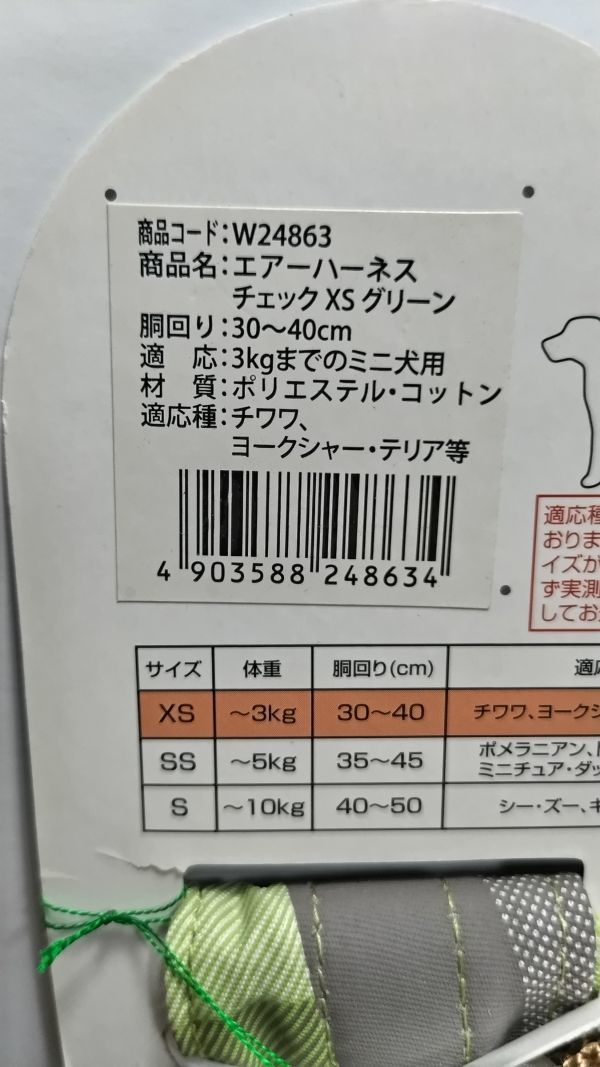 商品コード:W24863
商品名:エアーハーネス
チェック XS グリーン
胴回り:30〜40cm
適　応:3kgまでのミニ犬用
材　質:ポリエステル・コットン
適応種:チワワ、
ヨークシャー・テリア等
4 903588 248634
適応種
おりま
イズが
ず実測
してお
サイズ 体重 胴回り(cm) 適
XS 〜3kg 30〜40 チワワ、ヨーク
SS 〜5kg 35〜45 ポメラニアン、
ミニチュア・ダッ
S 〜10kg 40〜50 シー・ズー、